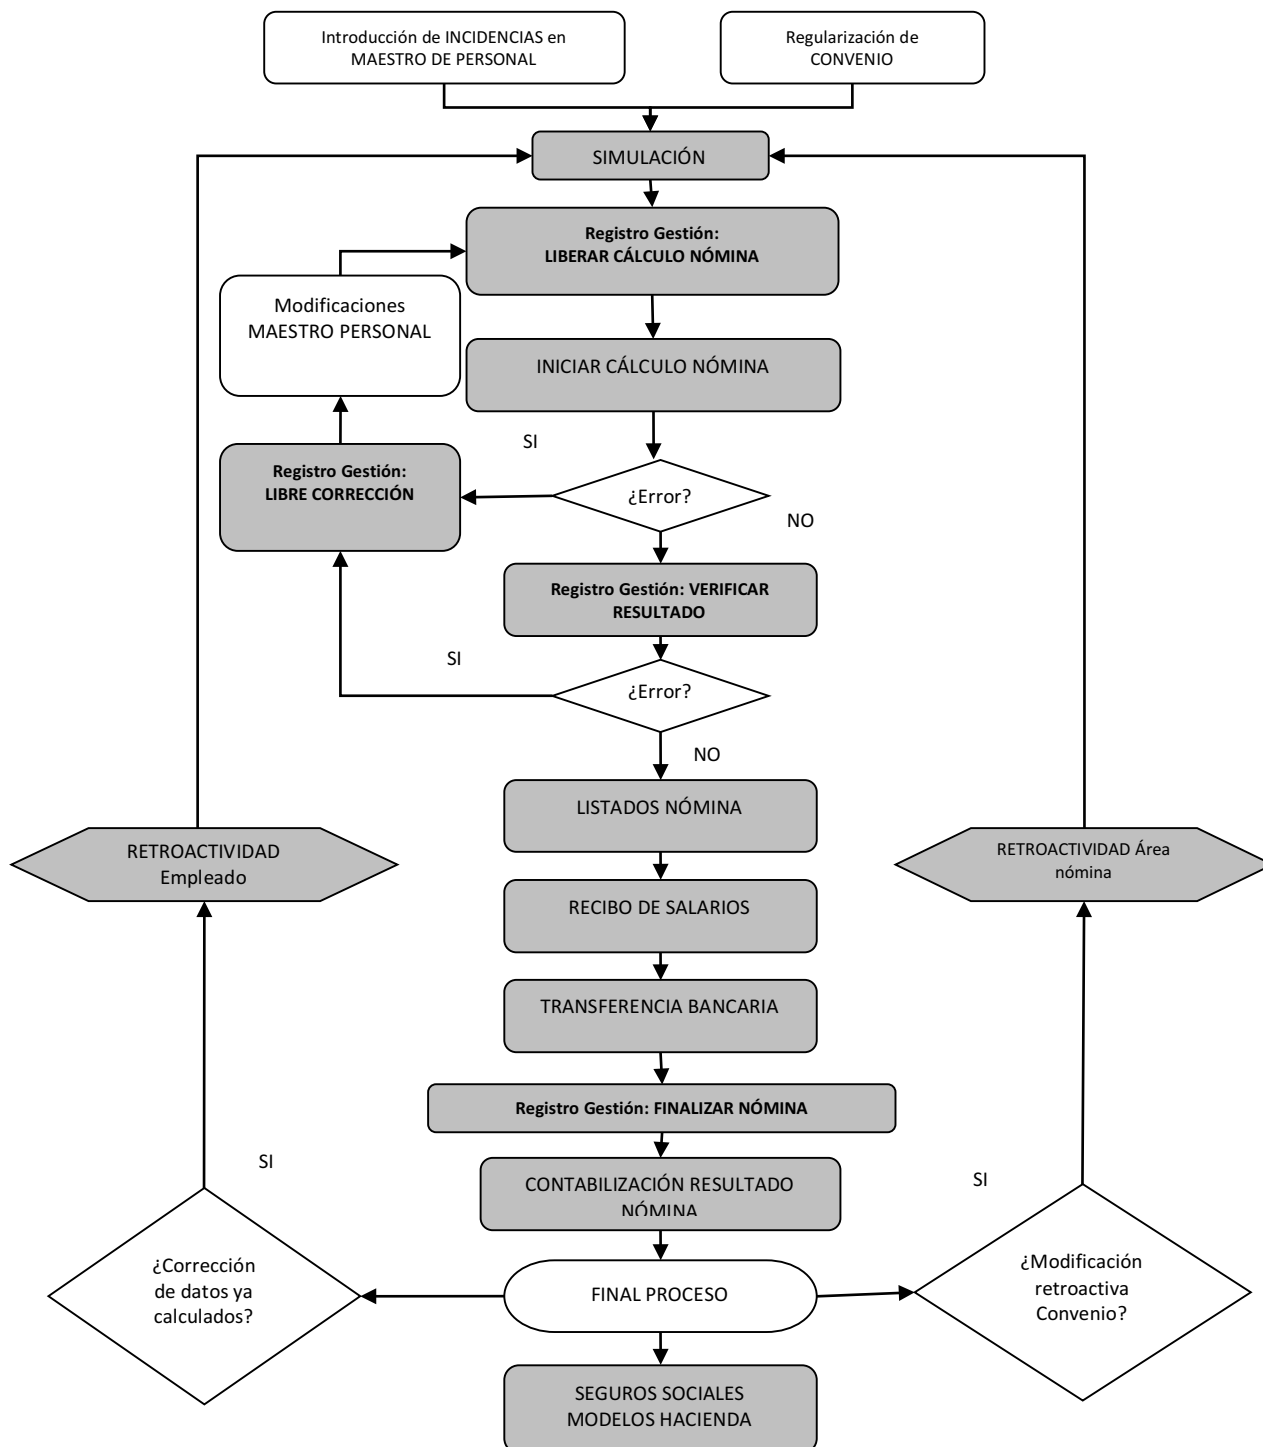 Introducción de INCIDENCIAS en
MAESTRO DE PERSONAL
Regularización de
CONVENIO
SIMULACIÓN
Registro Gestión:
LIBERAR CÁLCULO NÓMINA
Modificaciones
MAESTRO PERSONAL
INICIAR CÁLCULO NÓMINA
SI
Registro Gestión:
LIBRE CORRECCIÓN
¿Error?
NO
Registro Gestión: VERIFICAR
RESULTADO
SI
¿Error?
NO
LISTADOS NÓMINA
RETROACTIVIDAD
Empleado
RETROACTIVIDAD Área
nómina
RECIBO DE SALARIOS
TRANSFERENCIA BANCARIA
Registro Gestión: FINALIZAR NÓMINA
SI
CONTABILIZACIÓN RESULTADO
NÓMINA
SI
¿Corrección
de datos ya
calculados?
FINAL PROCESO
¿Modificación
retroactiva
Convenio?
SEGUROS SOCIALES
MODELOS HACIENDA